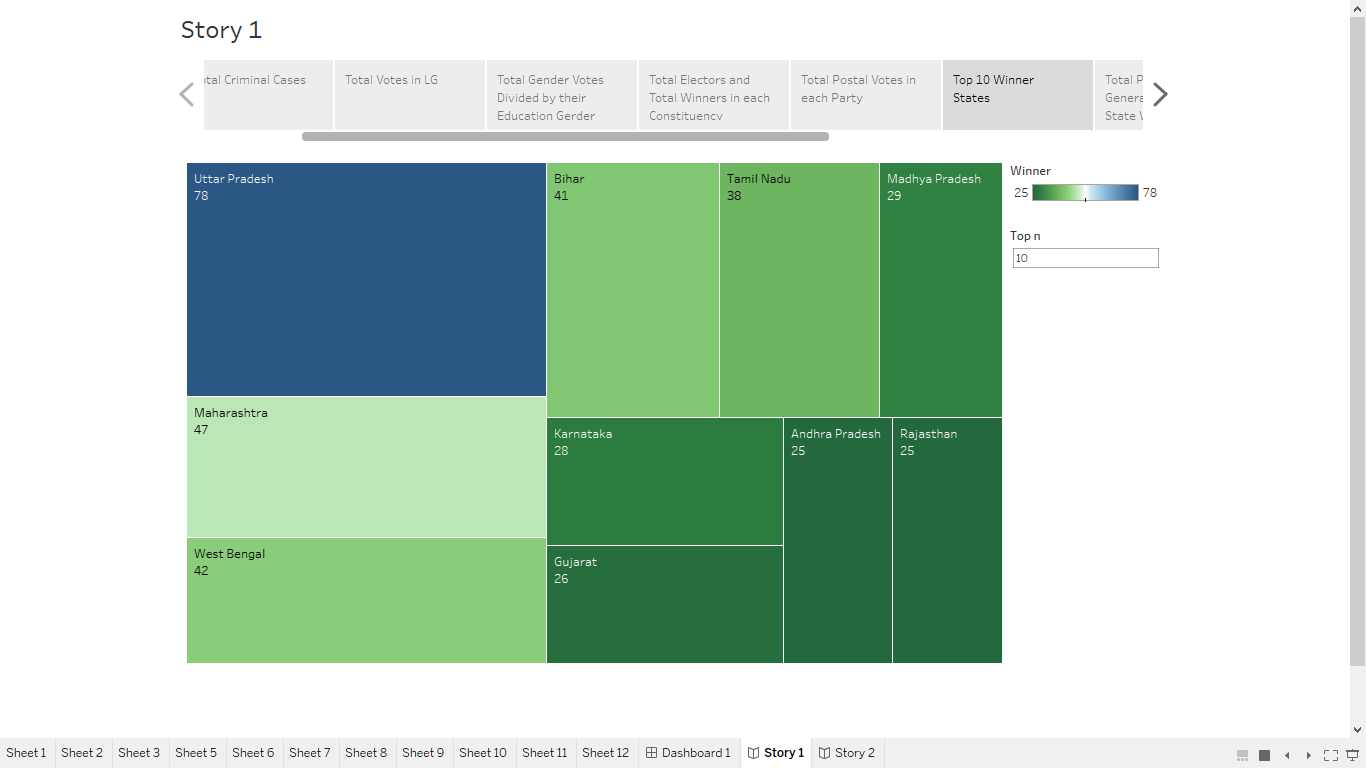 Story 1
otal Criminal Cases
Total Votes in LG
Total Gender Votes
Divided by their
Education Gerder
Total Electors and
Total Winners in each
Constituency
Total Postal Votes in
each Party
Top 10 Winner
States
Total P
Genera
State V
Uttar Pradesh
78
Bihar
41
Tamil Nadu
38
Madhya Pradesh
29
Maharashtra
47
West Bengal
42
Karnataka
28
Gujarat
26
Andhra Pradesh
25
Rajasthan
25
Winner
25 78
Top n
10
Sheet 1 Sheet 2 Sheet 3 Sheet 5 Sheet 6 Sheet 7 Sheet 8 Sheet 9 Sheet 10 Sheet 11 Sheet 12 Dashboard 1 Story 1 Story 2